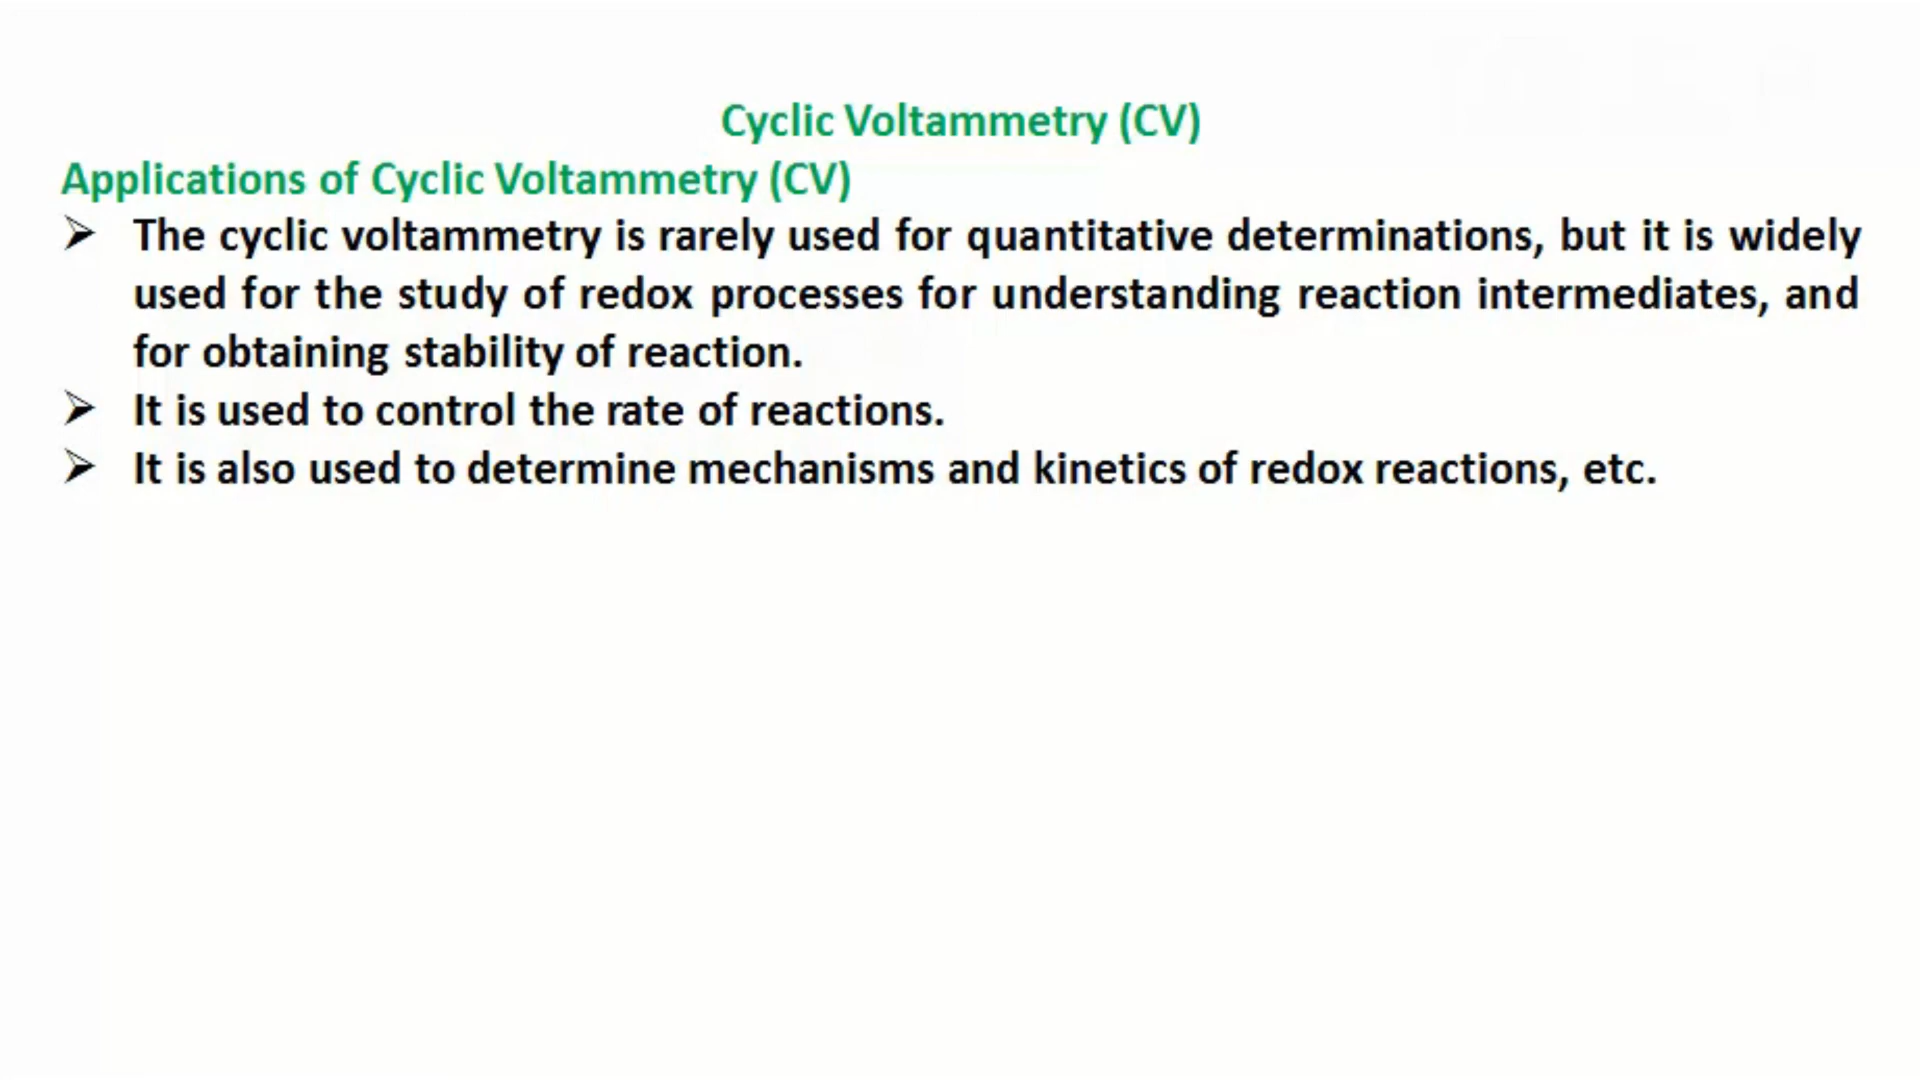 Cyclic Voltammetry (CV)
Applications of Cyclic Voltammetry (CV)
➢ The cyclic voltammetry is rarely used for quantitative determinations, but it is widely
used for the study of redox processes for understanding reaction intermediates, and
for obtaining stability of reaction.
➢ It is used to control the rate of reactions.
➢ It is also used to determine mechanisms and kinetics of redox reactions, etc.